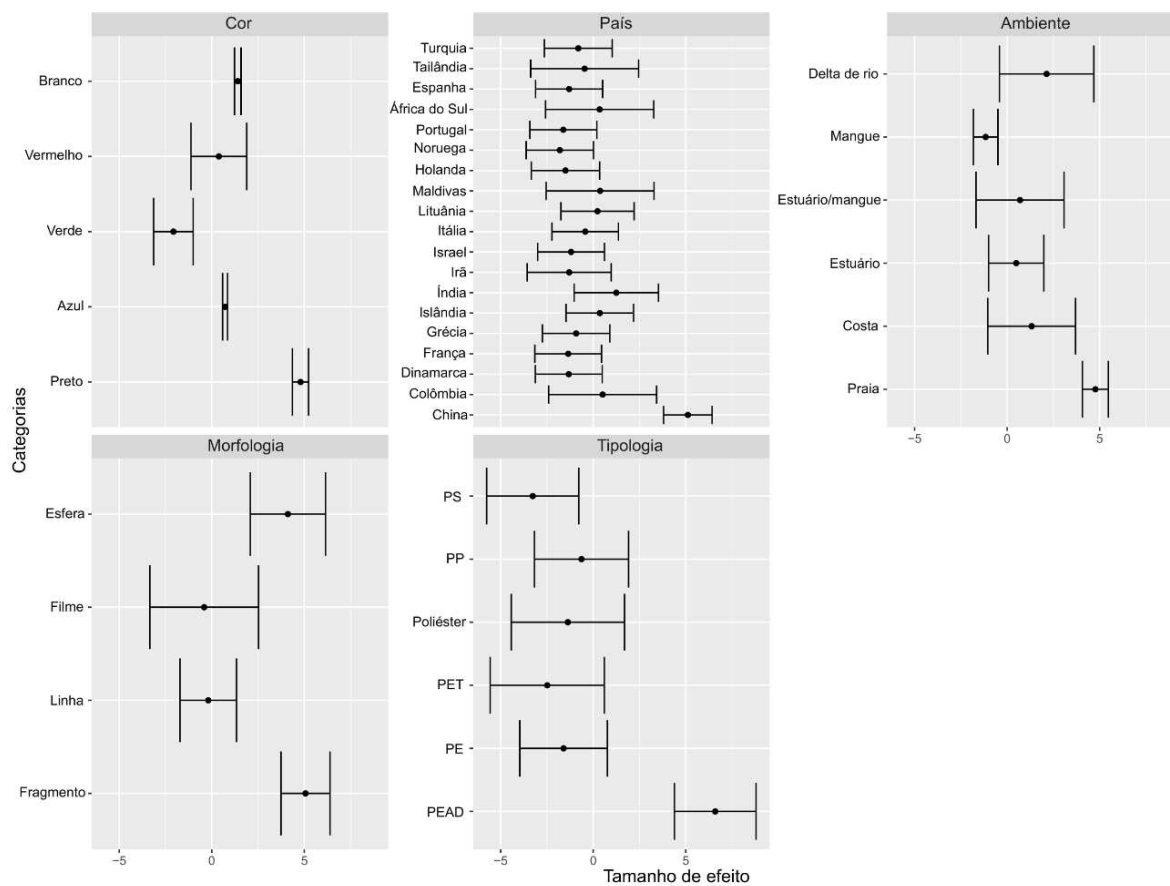 Cor
Branco
Vermelho
Verde
Azul
Preto
País
Turquia
Tailândia
Espanha
África do Sul
Portugal
Noruega
Holanda
Maldivas
Lituânia
Itália
Israel
Irã
Índia
Islândia
Grécia
França
Dinamarca
Colômbia
China
Ambiente
Delta de rio
Mangue
Estuário/mangue
Estuário
Costa
Praia
-5 0 5
Categorias
Morfologia
Esfera
Filme
Linha
Fragmento
-5 0 5
Tipologia
PS
PP
Poliéster
PET
PE
PEAD
-5 0 5
Tamanho de efeito